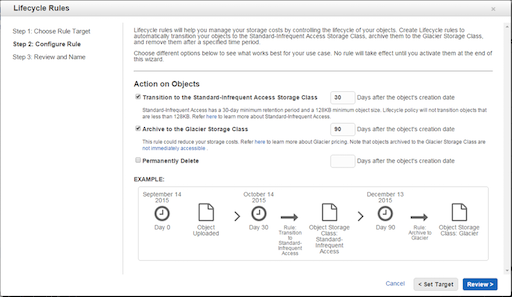 Lifecycle Rules
×
Step 1: Choose Rule Target
Step 2: Configure Rule
Step 3: Review and Name
Lifecycle rules will help you manage your storage costs by controlling the lifecycle of your objects. Create Lifecycle rules to
automatically transition your objects to the Standard-Infrequent Access Storage Class, archive them to the Glacier Storage Class,
and remove them after a specified time period.
Choose different options below to see what works best for your use case. No rule will take effect until you activate them at the end of
this wizard.
Action on Objects
Transition to the Standard-Infrequent Access Storage Class 30 Days after the object's creation date
Standard-Infrequent Access has a 30-day minimum retention period and a 128KB minimum object size. Lifecycle policy will not transition objects that
are less than 128KB. Refer here to learn more about Standard-Infrequent Access.
Archive to the Glacier Storage Class 90 Days after the object's creation date
This rule could reduce your storage costs. Refer here to learn more about Glacier pricing. Note that objects archived to the Glacier Storage Class are
not immediately accessible.
Permanently Delete Days after the object's creation date
EXAMPLE:
September 14
2015
Day 0
Object
Uploaded
October 14
2015
Day 30
Rule:
Transition
to
Standard-
Infrequent
Access
Object Storage
Class:
Standard-
Infrequent
Access
December 13
2015
Day 90
Rule:
Archive to
Glacier
Object Storage
Class: Glacier
Cancel
< Set Target
Review >